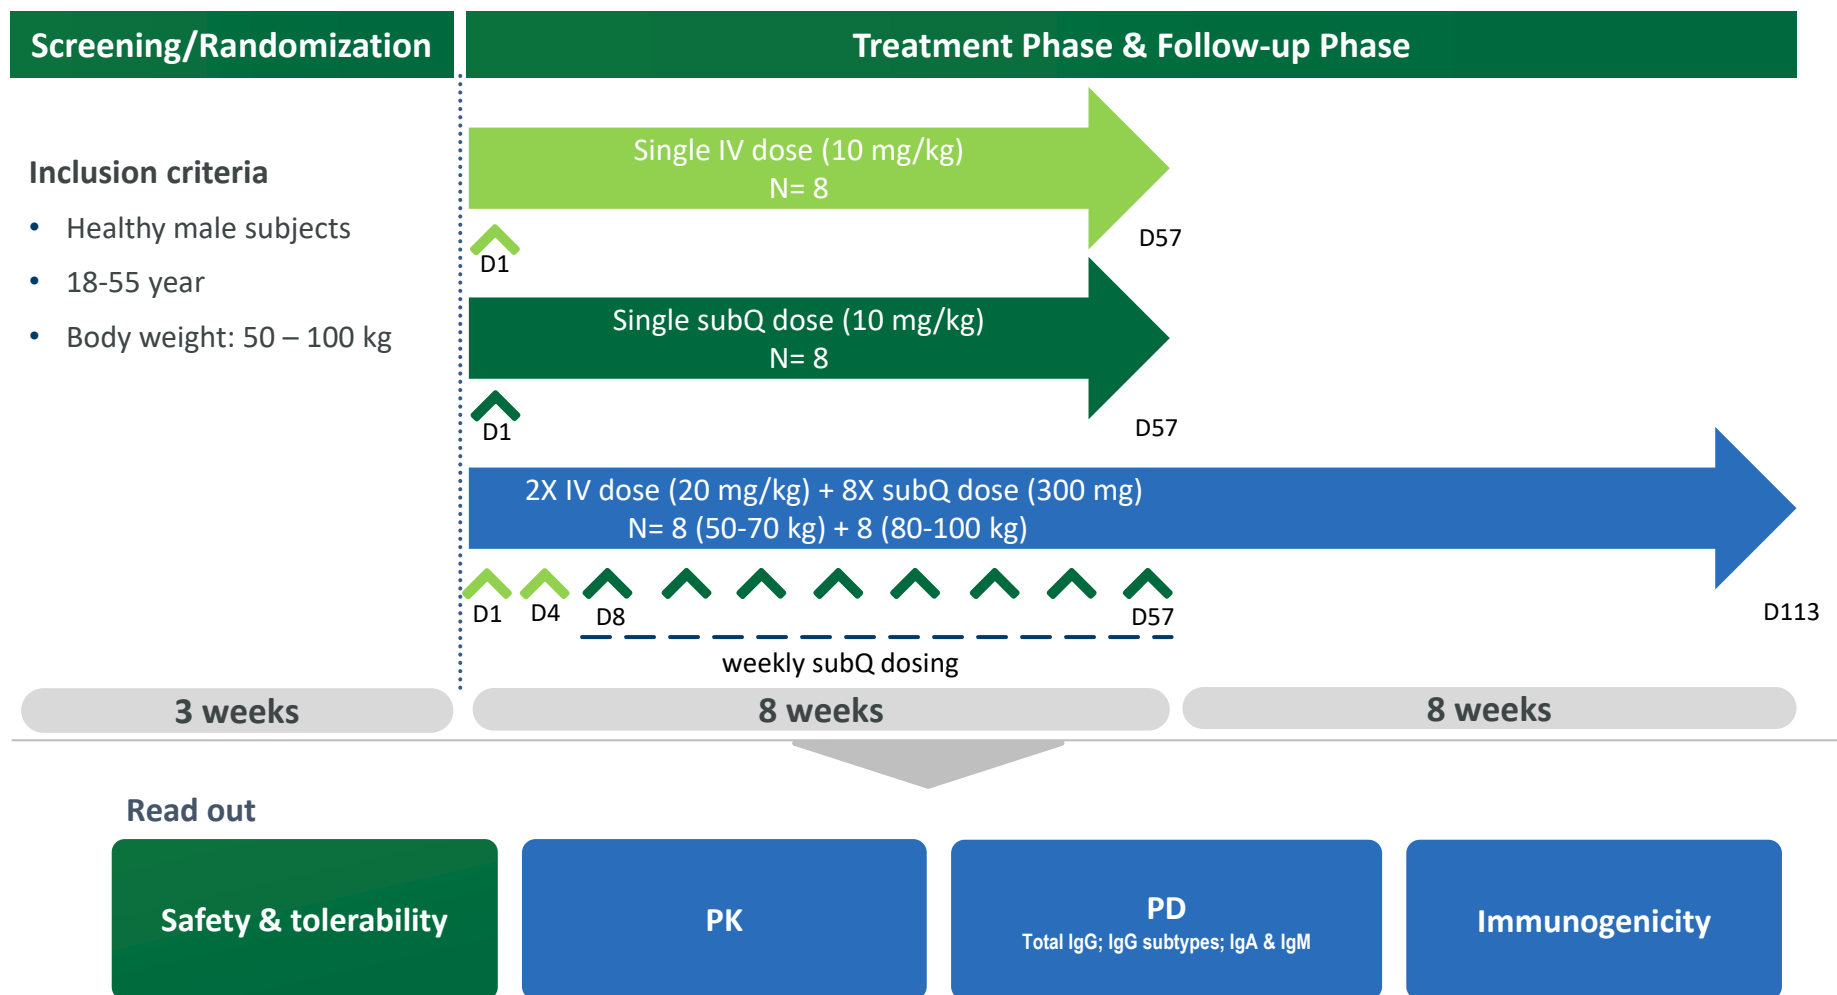 Screening/Randomization
Treatment Phase & Follow-up Phase
Inclusion criteria
• Healthy male subjects
• 18-55 year
• Body weight: 50 – 100 kg
Single IV dose (10 mg/kg)
N= 8
D1
D57
Single subQ dose (10 mg/kg)
N= 8
D1
D57
2X IV dose (20 mg/kg) + 8X subQ dose (300 mg)
N= 8 (50-70 kg) + 8 (80-100 kg)
D1
D4
D8
D57
D113
weekly subQ dosing
3 weeks
8 weeks
8 weeks
Read out
Safety & tolerability
PK
PD
Total IgG; IgG subtypes; IgA & IgM
Immunogenicity